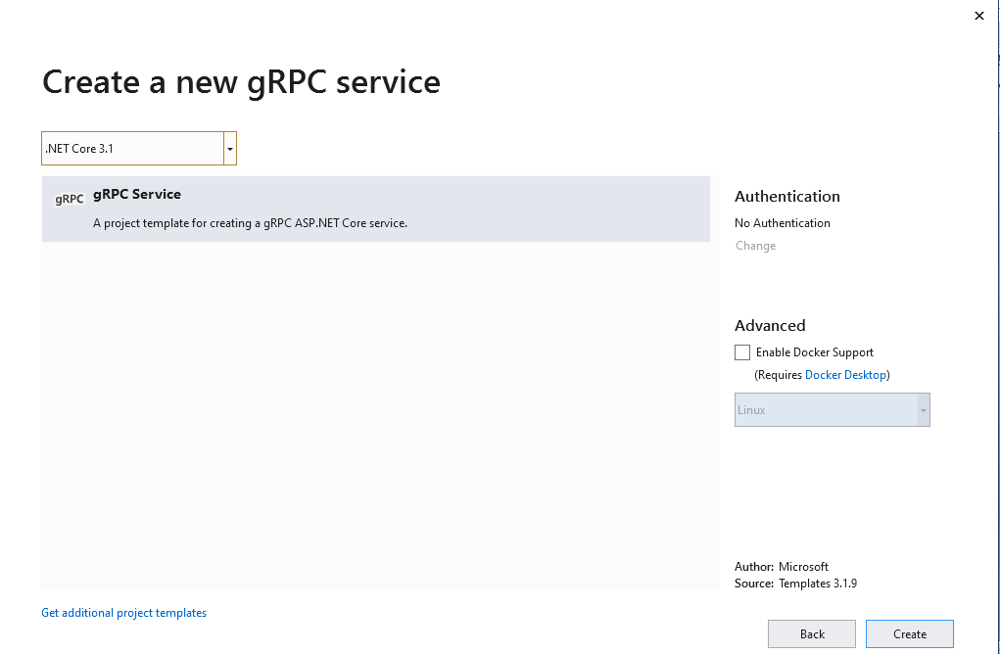 Create a new gRPC service
.NET Core 3.1
gRPC
gRPC Service
A project template for creating a gRPC ASP.NET Core service.
Authentication
No Authentication
Change
Advanced
Enable Docker Support
(Requires Docker Desktop)
Linux
Author: Microsoft
Source: Templates 3.1.9
Get additional project templates
Back
Create